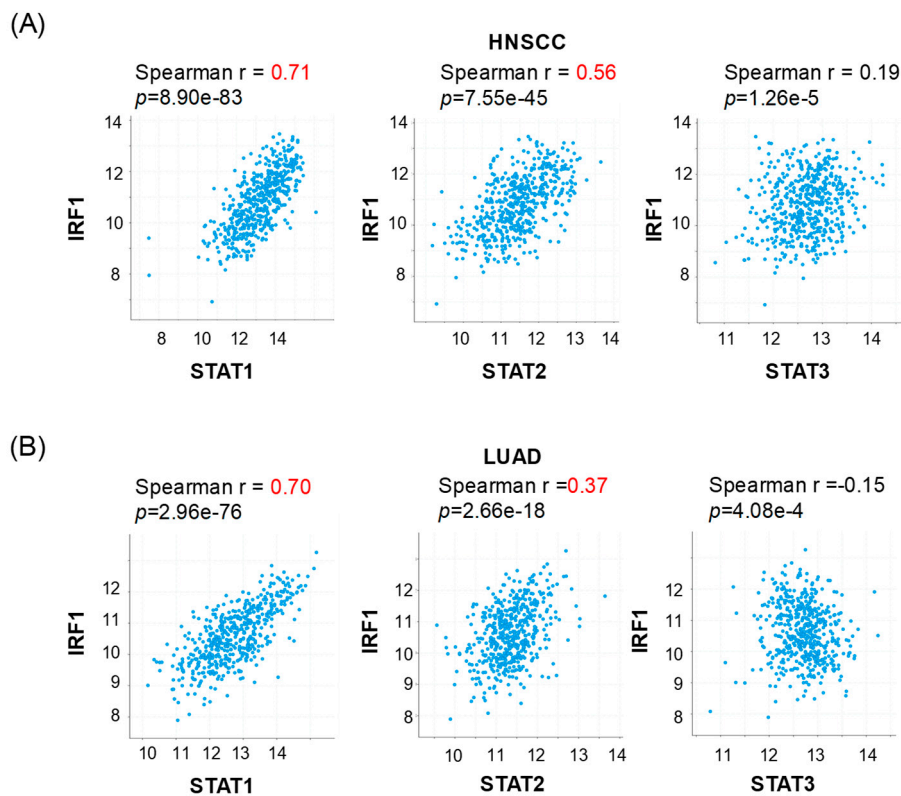 (A)
HNSCC
Spearman r = 0.71
p=8.90e-83
Spearman r = 0.56
p=7.55e-45
Spearman r = 0.19
p=1.26e-5
14
12
10
8
IRF1
8 10 12 14
STAT1
14
12
10
8
IRF1
10 11 12 13 14
STAT2
14
12
10
8
IRF1
11 12 13 14
STAT3
(B)
LUAD
Spearman r = 0.70
p=2.96e-76
Spearman r =0.37
p=2.66e-18
Spearman r =-0.15
p=4.08e-4
12
11
10
9
8
IRF1
10 11 12 13 14
STAT1
12
11
10
9
8
IRF1
10 11 12 13 14
STAT2
12
11
10
9
8
IRF1
11 12 13 14
STAT3